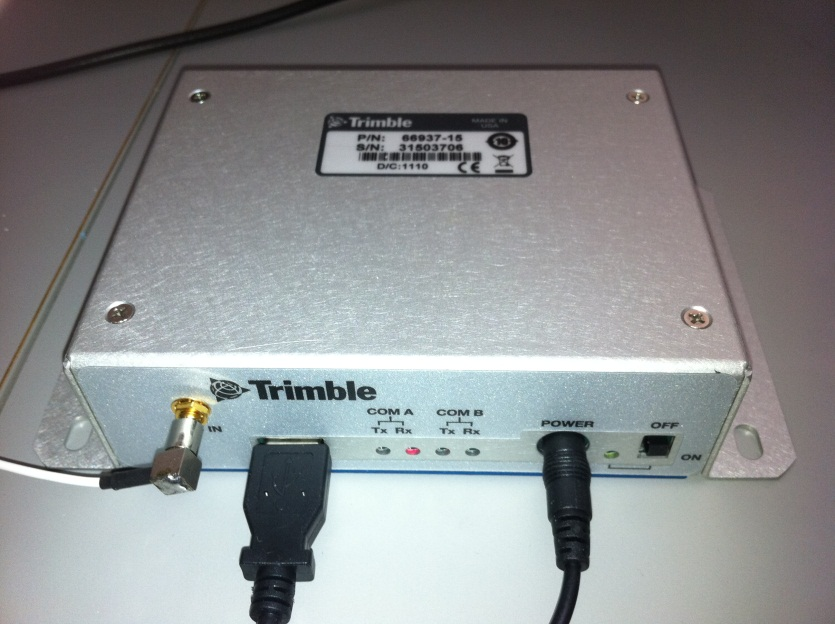 Trimble
MADE IN
USA
P/N: 66937-15
S/N: 31503706
D/C:1110 CE
Trimble
IN
COM A COM B
Tx Rx Tx Rx
POWER
OFF
ON